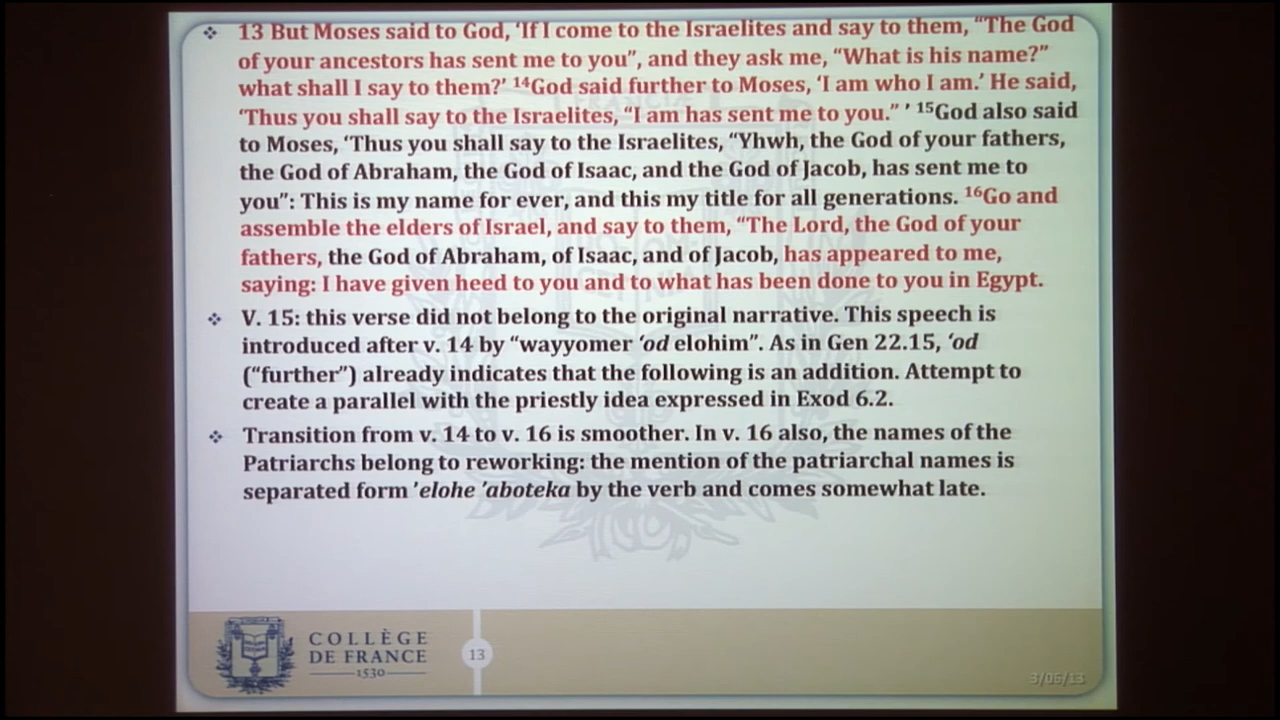 ❖ 13 But Moses said to God, ‘If I come to the Israelites and say to them, “The God
of your ancestors has sent me to you”, and they ask me, “What is his name?”
what shall I say to them?’ ¹⁴God said further to Moses, ‘I am who I am.’ He said,
‘Thus you shall say to the Israelites, “I am has sent me to you.” ’ ¹⁵God also said
to Moses, ‘Thus you shall say to the Israelites, “Yhwh, the God of your fathers,
the God of Abraham, the God of Isaac, and the God of Jacob, has sent me to
you”: This is my name for ever, and this my title for all generations. ¹⁶Go and
assemble the elders of Israel, and say to them, “The Lord, the God of your
fathers, the God of Abraham, of Isaac, and of Jacob, has appeared to me,
saying: I have given heed to you and to what has been done to you in Egypt.
❖ V. 15: this verse did not belong to the original narrative. This speech is
introduced after v. 14 by “wayyomer ‘od elohim”. As in Gen 22.15, ‘od
(“further”) already indicates that the following is an addition. Attempt to
create a parallel with the priestly idea expressed in Exod 6.2.
❖ Transition from v. 14 to v. 16 is smoother. In v. 16 also, the names of the
Patriarchs belong to reworking: the mention of the patriarchal names is
separated form ’elohe ’aboteka by the verb and comes somewhat late.
COLLÈGE
DE FRANCE
1530
13
3/06/13